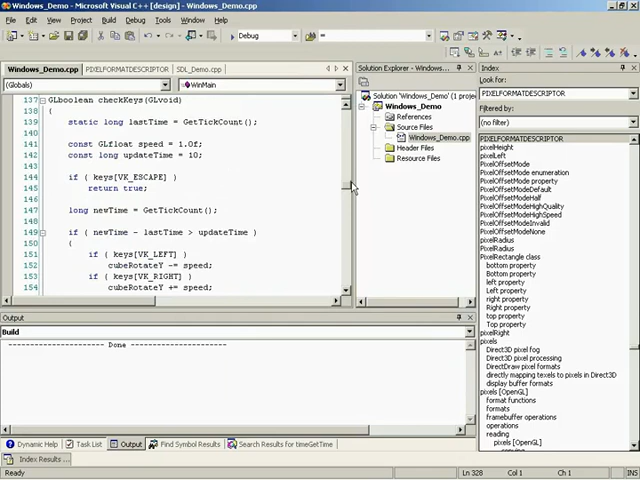 Windows_Demo - Microsoft Visual C++ [design] - Windows_Demo.cpp
File Edit View Project Build Debug Tools Window Help
Debug
Windows_Demo.cpp PIXELFORMATDESCRIPTOR SDL_Demo.cpp
(Globals) WinMain
137 GLboolean checkKeys(GLvoid)
138 {
139 static long lastTime = GetTickCount();
140
141 const GLfloat speed = 1.0f;
142 const long updateTime = 10;
143
144 if ( keys[VK_ESCAPE] )
145 return true;
146
147 long newTime = GetTickCount();
148
149 if ( newTime - lastTime > updateTime )
150 {
151 if ( keys[VK_LEFT] )
152 cubeRotateY -= speed;
153 if ( keys[VK_RIGHT] )
154 cubeRotateY += speed;
Solution Explorer - Windows_...
Solution 'Windows_Demo' (1 projec
Windows_Demo
References
Source Files
Windows_Demo.cpp
Header Files
Resource Files
Index
Look for:
PIXELFORMATDESCRIPTOR
Filtered by:
(no filter)
PIXELFORMATDESCRIPTOR
pixelHeight
pixelLeft
PixelOffsetMode
PixelOffsetMode enumeration
PixelOffsetMode property
PixelOffsetModeDefault
PixelOffsetModeHalf
PixelOffsetModeHighQuality
PixelOffsetModeHighSpeed
PixelOffsetModeInvalid
PixelOffsetModeNone
pixelRadius
PixelRadius
PixelRectangle class
bottom property
Bottom property
left property
Left property
right property
Right property
top property
Top property
pixelRight
pixels
Direct3D pixel fog
Direct3D pixel processing
DirectDraw pixel formats
directly mapping texels to pixels in Direct3D
display buffer formats
pixels [OpenGL]
format functions
formats
framebuffer operations
operations
reading
pixels [OpenGL]
Output
Build
---------------------- Done ----------------------
Dynamic Help Task List Output Find Symbol Results Search Results for timeGetTime
Index Results ...
Ready Ln 328 Col 1 Ch 1